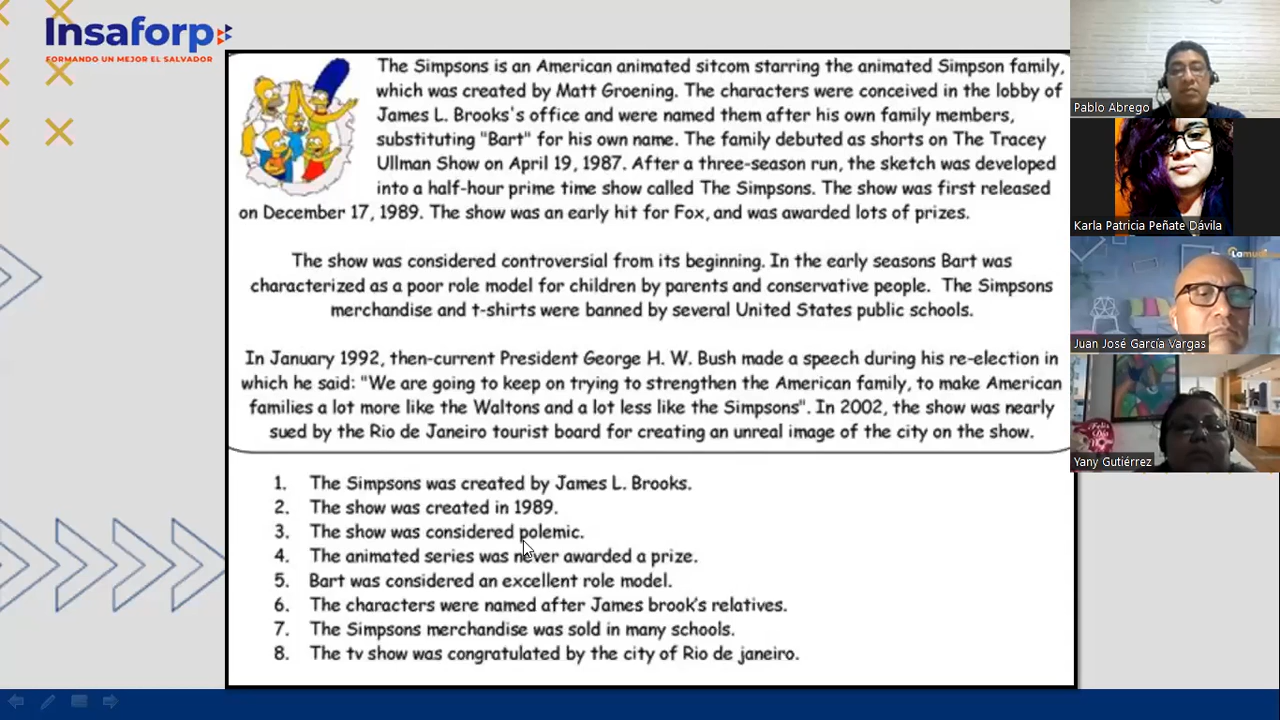 Insaforp
FORMANDO UN MEJOR EL SALVADOR
The Simpsons is an American animated sitcom starring the animated Simpson family,
which was created by Matt Groening. The characters were conceived in the lobby of
James L. Brooks's office and were named them after his own family members,
substituting "Bart" for his own name. The family debuted as shorts on The Tracey
Ullman Show on April 19, 1987. After a three-season run, the sketch was developed
into a half-hour prime time show called The Simpsons. The show was first released
on December 17, 1989. The show was an early hit for Fox, and was awarded lots of prizes.
The show was considered controversial from its beginning. In the early seasons Bart was
characterized as a poor role model for children by parents and conservative people. The Simpsons
merchandise and t-shirts were banned by several United States public schools.
In January 1992, then-current President George H. W. Bush made a speech during his re-election in
which he said: "We are going to keep on trying to strengthen the American family, to make American
families a lot more like the Waltons and a lot less like the Simpsons". In 2002, the show was nearly
sued by the Rio de Janeiro tourist board for creating an unreal image of the city on the show.
1. The Simpsons was created by James L. Brooks.
2. The show was created in 1989.
3. The show was considered polemic.
4. The animated series was never awarded a prize.
5. Bart was considered an excellent role model.
6. The characters were named after James brook's relatives.
7. The Simpsons merchandise was sold in many schools.
8. The tv show was congratulated by the city of Rio de janeiro.
Pablo Abrego
Karla Patricia Peñate Dávila
Juan José García Vargas
Yany Gutiérrez